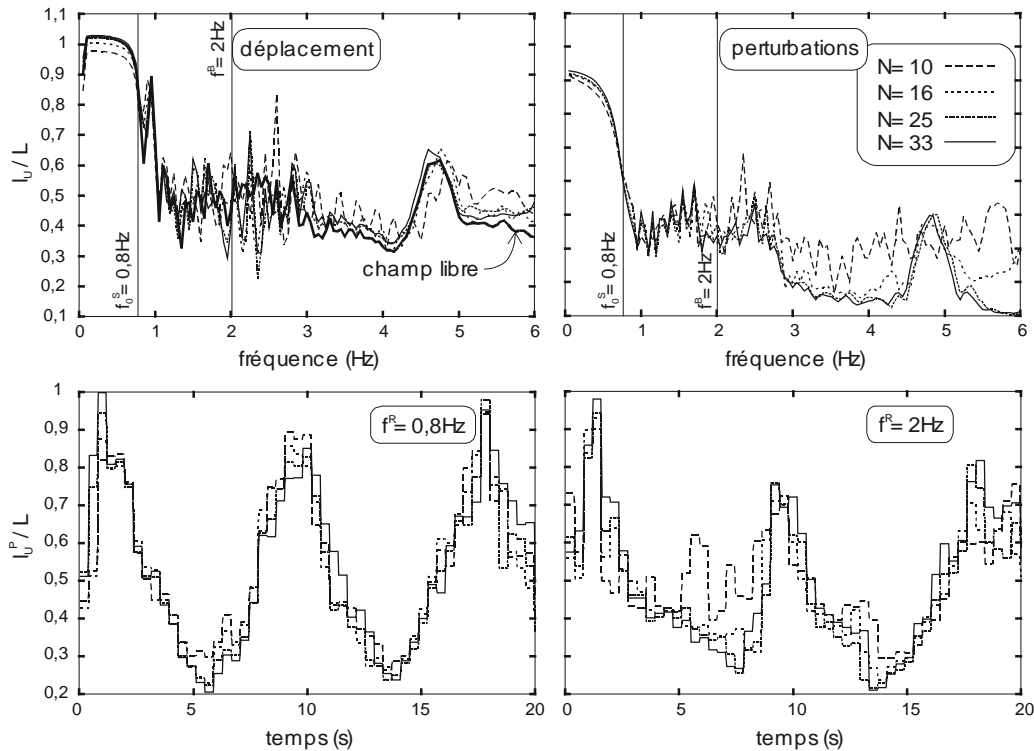 1,1
1
0,9
0,8
0,7
0,6
0,5
0,4
0,3
0,2
0,1
l_U / L
f^B = 2Hz
déplacement
champ libre
f_0^S = 0,8Hz
0 1 2 3 4 5 6
fréquence (Hz)
perturbations
N= 10
N= 16
N= 25
N= 33
f_0^S = 0,8Hz
f^B = 2Hz
0 1 2 3 4 5 6
fréquence (Hz)
1
0,9
0,8
0,7
0,6
0,5
0,4
0,3
0,2
l_U^P / L
f^R = 0,8Hz
0 5 10 15 20
temps (s)
f^R = 2Hz
0 5 10 15 20
temps (s)